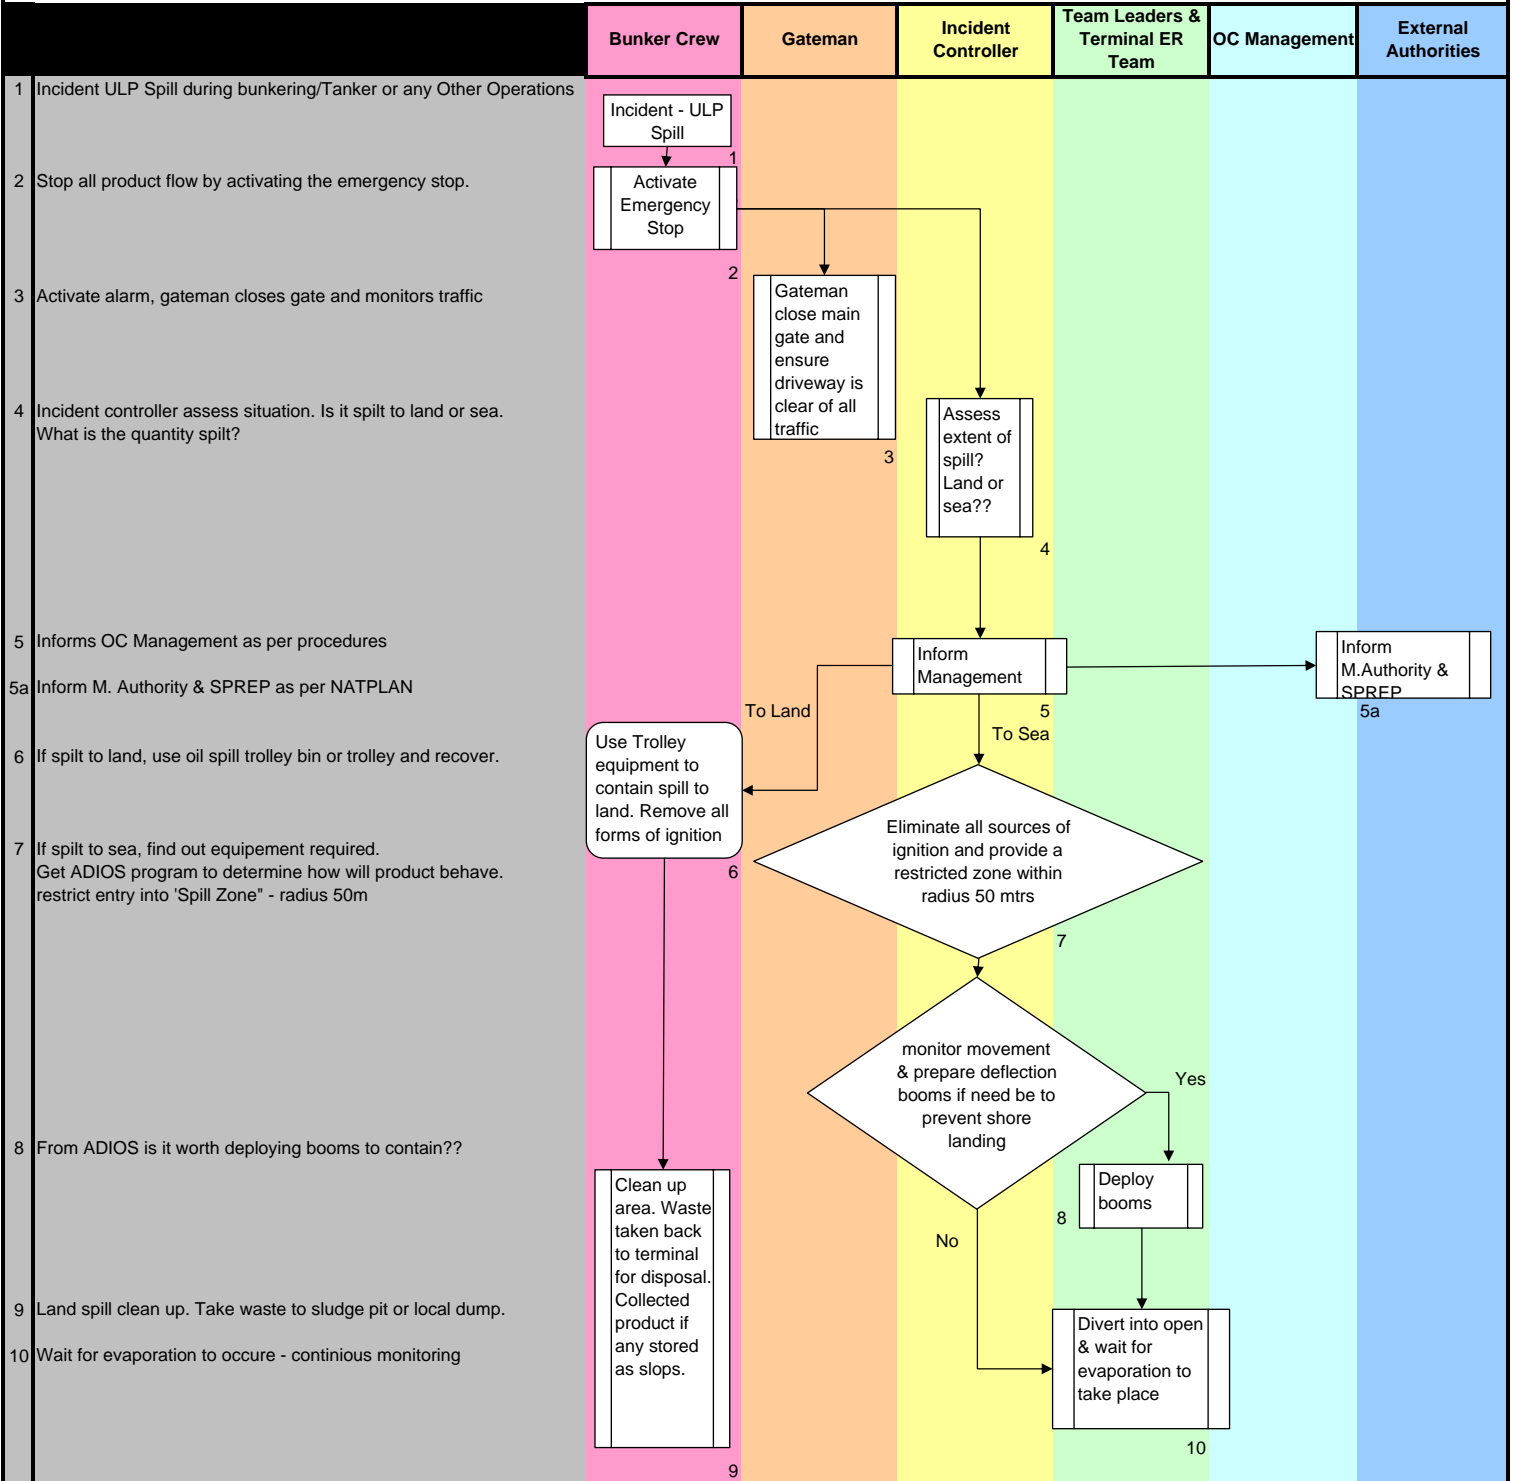 Bunker Crew
Gateman
Incident
Controller
Team Leaders &
Terminal ER
Team
OC Management
External
Authorities
1 Incident ULP Spill during bunkering/Tanker or any Other Operations
2 Stop all product flow by activating the emergency stop.
3 Activate alarm, gateman closes gate and monitors traffic
4 Incident controller assess situation. Is it spilt to land or sea.
What is the quantity spilt?
5 Informs OC Management as per procedures
5a Inform M. Authority & SPREP as per NATPLAN
6 If spilt to land, use oil spill trolley bin or trolley and recover.
7 If spilt to sea, find out equipement required.
Get ADIOS program to determine how will product behave.
restrict entry into 'Spill Zone" - radius 50m
8 From ADIOS is it worth deploying booms to contain??
9 Land spill clean up. Take waste to sludge pit or local dump.
10 Wait for evaporation to occure - continious monitoring
Incident - ULP
Spill
1
Activate
Emergency
Stop
2
Gateman
close main
gate and
ensure
driveway is
clear of all
traffic
3
Assess
extent of
spill?
Land or
sea??
4
Inform
Management
5
Inform
M.Authority &
SPREP
5a
To Land
To Sea
Use Trolley
equipment to
contain spill to
land. Remove all
forms of ignition
6
Eliminate all sources of
ignition and provide a
restricted zone within
radius 50 mtrs
7
monitor movement
& prepare deflection
booms if need be to
prevent shore
landing
Yes
No
Deploy
booms
8
Clean up
area. Waste
taken back
to terminal
for disposal.
Collected
product if
any stored
as slops.
9
Divert into open
& wait for
evaporation to
take place
10